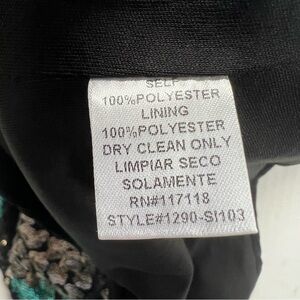 SELF:
100%POLYESTER
LINING
100%POLYESTER
DRY CLEAN ONLY
LIMPIAR SECO
SOLAMENTE
RN#117118
STYLE#1290-SI103